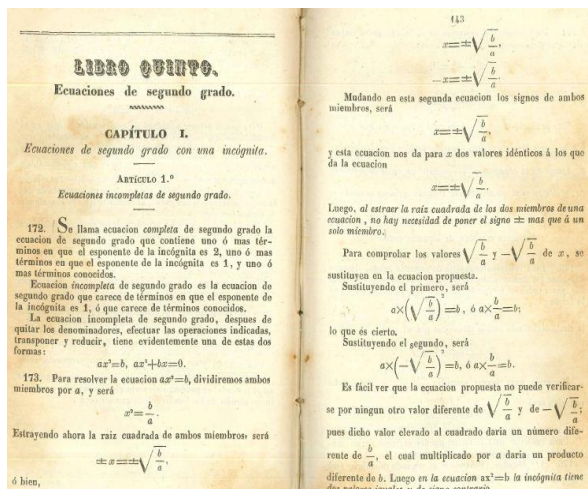 LIBRO QUINTO.
Ecuaciones de segundo grado.
CAPÍTULO I.
Ecuaciones de segundo grado con una incógnita.
ARTÍCULO 1.º
Ecuaciones incompletas de segundo grado.
172. Se llama ecuacion completa de segundo grado la
ecuacion de segundo grado que contiene uno ó mas tér-
minos en que el esponente de la incógnita es 2, uno ó mas
términos en que el esponente de la incógnita es 1, y uno ó
mas términos conocidos.
Ecuacion incompleta de segundo grado es la ecuacion de
segundo grado que carece de términos en que el esponente de
la incógnita es 1, ó que carece de términos conocidos.
La ecuacion incompleta de segundo grado, despues de
quitar los denominadores, efectuar las operaciones indicadas,
transponer y reducir, tiene evidentemente una de estas dos
formas:
ax²=b, ax²+bx=0.
173. Para resolver la ecuacion ax²=b, dividiremos ambos
miembros por a, y será
x²=b/a.
Estrayendo ahora la raiz cuadrada de ambos miembros, será
±x=±√(b/a),
ó bien,
143
x=±√(b/a),
−x=±√(b/a).
Mudando en esta segunda ecuacion los signos de ambos
miembros, será
x=∓√(b/a),
y esta ecuacion nos da para x dos valores idénticos á los que
da la ecuacion
x=±√(b/a).
Luego, al estraer la raiz cuadrada de los dos miembros de una
ecuacion, no hay necesidad de poner el signo ± mas que á un
solo miembro.
Para comprobar los valores √(b/a) y −√(b/a) de x, se
sustituyen en la ecuacion propuesta.
Sustituyendo el primero, será
a×(√(b/a))²=b, ó a×b/a=b;
lo que es cierto.
Sustituyendo el segundo, será
a×(−√(b/a))²=b, ó a×b/a=b.
Es fácil ver que la ecuacion propuesta no puede verificar-
se por ningun otro valor diferente de √(b/a) y de −√(b/a);
pues dicho valor elevado al cuadrado daria un número dife-
rente de b/a, el cual multiplicado por a daria un producto
diferente de b. Luego en la ecuacion ax²=b la incógnita tiene